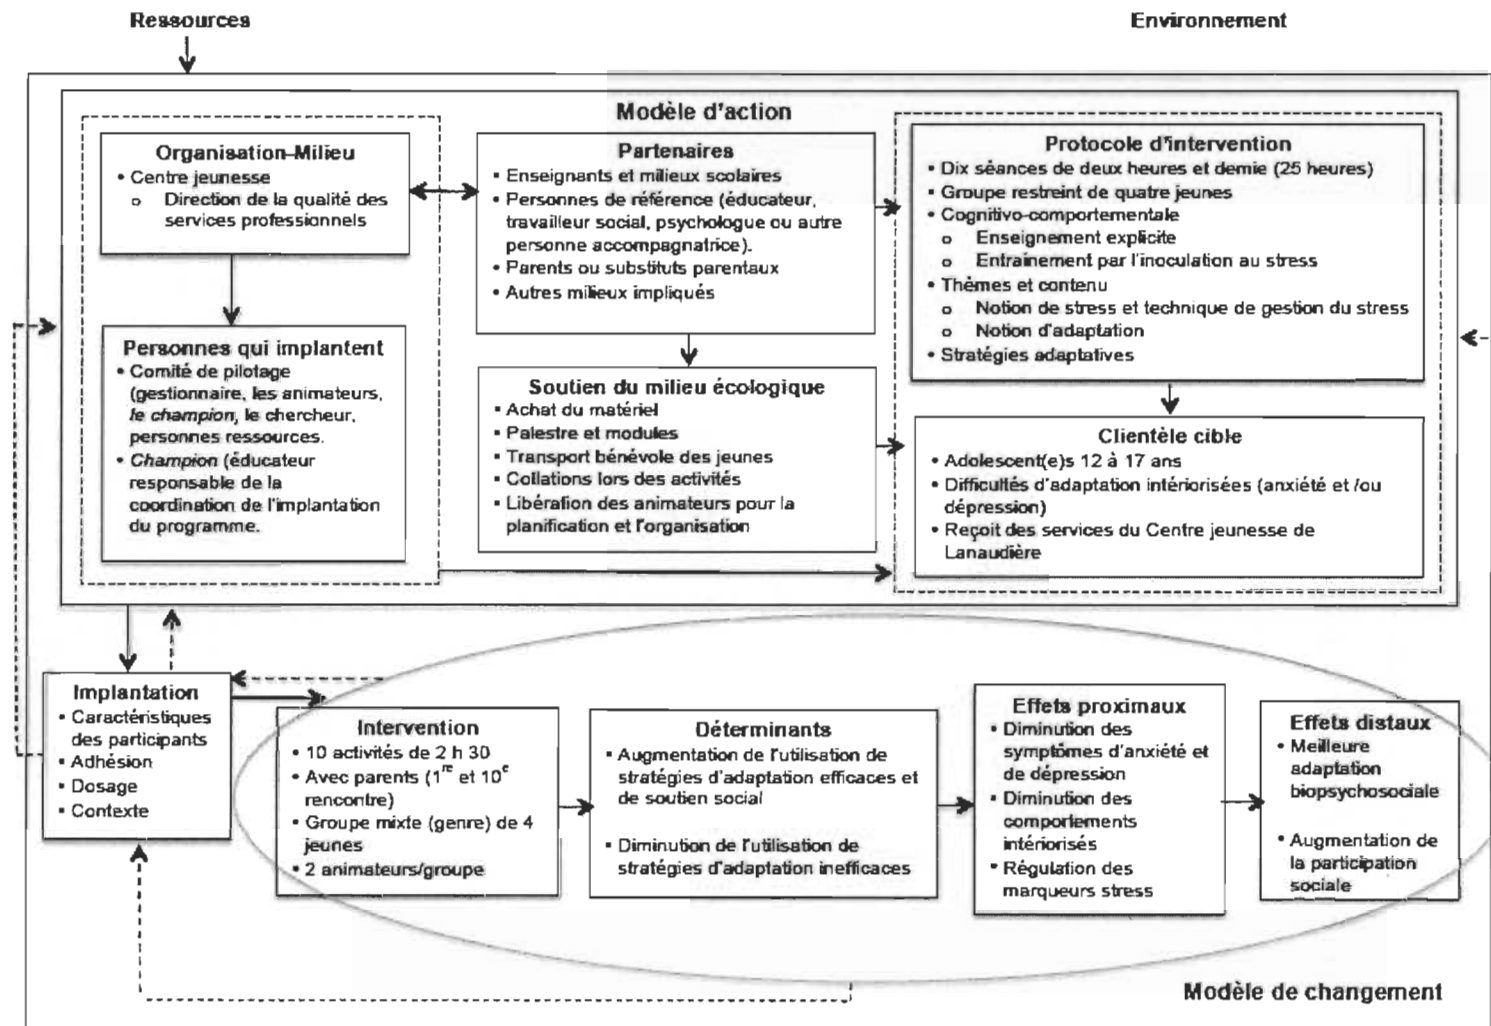 Ressources
Environnement
Modèle d'action
Organisation–Milieu
• Centre jeunesse
o Direction de la qualité des
services professionnels
Personnes qui implantent
• Comité de pilotage
(gestionnaire, les animateurs,
le champion, le chercheur,
personnes ressources.
• Champion (éducateur
responsable de la
coordination de l'implantation
du programme.
Partenaires
▪ Enseignants et milieux scolaires
▪ Personnes de référence (éducateur,
travailleur social, psychologue ou autre
personne accompagnatrice).
▪ Parents ou substituts parentaux
▪ Autres milieux impliqués
Soutien du milieu écologique
▪ Achat du matériel
▪ Palestre et modules
▪ Transport bénévole des jeunes
▪ Collations lors des activités
▪ Libération des animateurs pour la
planification et l'organisation
Protocole d'intervention
▪ Dix séances de deux heures et demie (25 heures)
▪ Groupe restreint de quatre jeunes
▪ Cognitivo-comportementale
o Enseignement explicite
o Entrainement par l'inoculation au stress
▪ Thèmes et contenu
o Notion de stress et technique de gestion du stress
o Notion d'adaptation
▪ Stratégies adaptatives
Clientèle cible
▪ Adolescent(e)s 12 à 17 ans
▪ Difficultés d'adaptation intériorisées (anxiété et /ou
dépression)
▪ Reçoit des services du Centre jeunesse de
Lanaudière
Implantation
▪ Caractéristiques
des participants
▪ Adhésion
▪ Dosage
▪ Contexte
Intervention
▪ 10 activités de 2 h 30
▪ Avec parents (1re et 10e
rencontre)
▪ Groupe mixte (genre) de 4
jeunes
▪ 2 animateurs/groupe
Déterminants
▪ Augmentation de l'utilisation de
stratégies d'adaptation efficaces et
de soutien social
▪ Diminution de l'utilisation de
stratégies d'adaptation inefficaces
Effets proximaux
▪ Diminution des
symptômes d'anxiété et
de dépression
▪ Diminution des
comportements
intériorisés
▪ Régulation des
marqueurs stress
Effets distaux
▪ Meilleure
adaptation
biopsychosociale
▪ Augmentation de
la participation
sociale
Modèle de changement